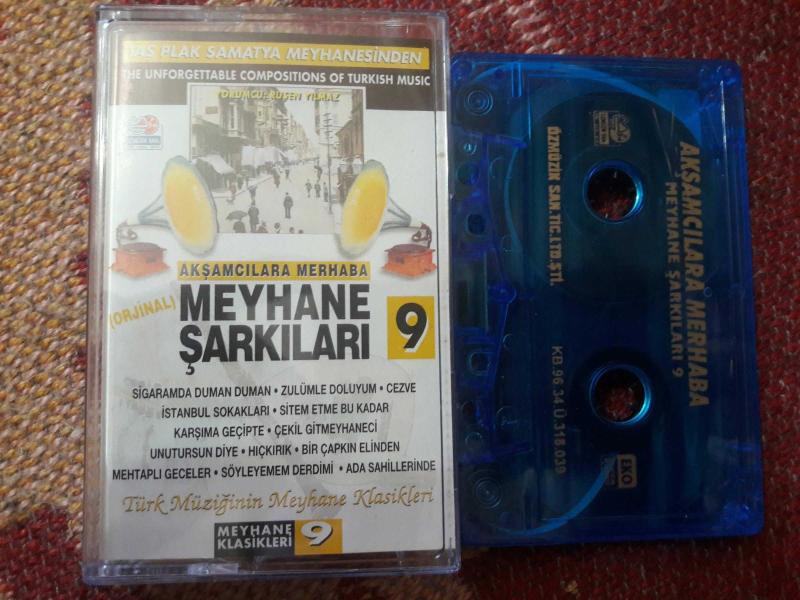 TAŞ PLAK SAMATYA MEYHANESİNDEN
THE UNFORGETTABLE COMPOSITIONS OF TURKISH MUSIC
YORUMCU: RUŞEN YILMAZ
AKŞAMCILARA MERHABA
(ORJİNAL)
MEYHANE
ŞARKILARI 9
SİGARAMDA DUMAN DUMAN • ZULÜMLE DOLUYUM • CEZVE
İSTANBUL SOKAKLARI • SİTEM ETME BU KADAR
KARŞIMA GEÇİPTE • ÇEKİL GİTMEYHANECİ
UNUTURSUN DİYE • HIÇKIRIK • BİR ÇAPKIN ELİNDEN
MEHTAPLI GECELER • SÖYLEYEMEM DERDİMİ • ADA SAHİLLERİNDE
Türk Müziğinin Meyhane Klasikleri
MEYHANE
KLASİKLERİ 9
AKŞAMCILARA MERHABA
MEYHANE ŞARKILARI 9
ÖZMÜZİK SAN.TİC.LTD.ŞTİ.
KB.96.34.Ü.316.039
EKO